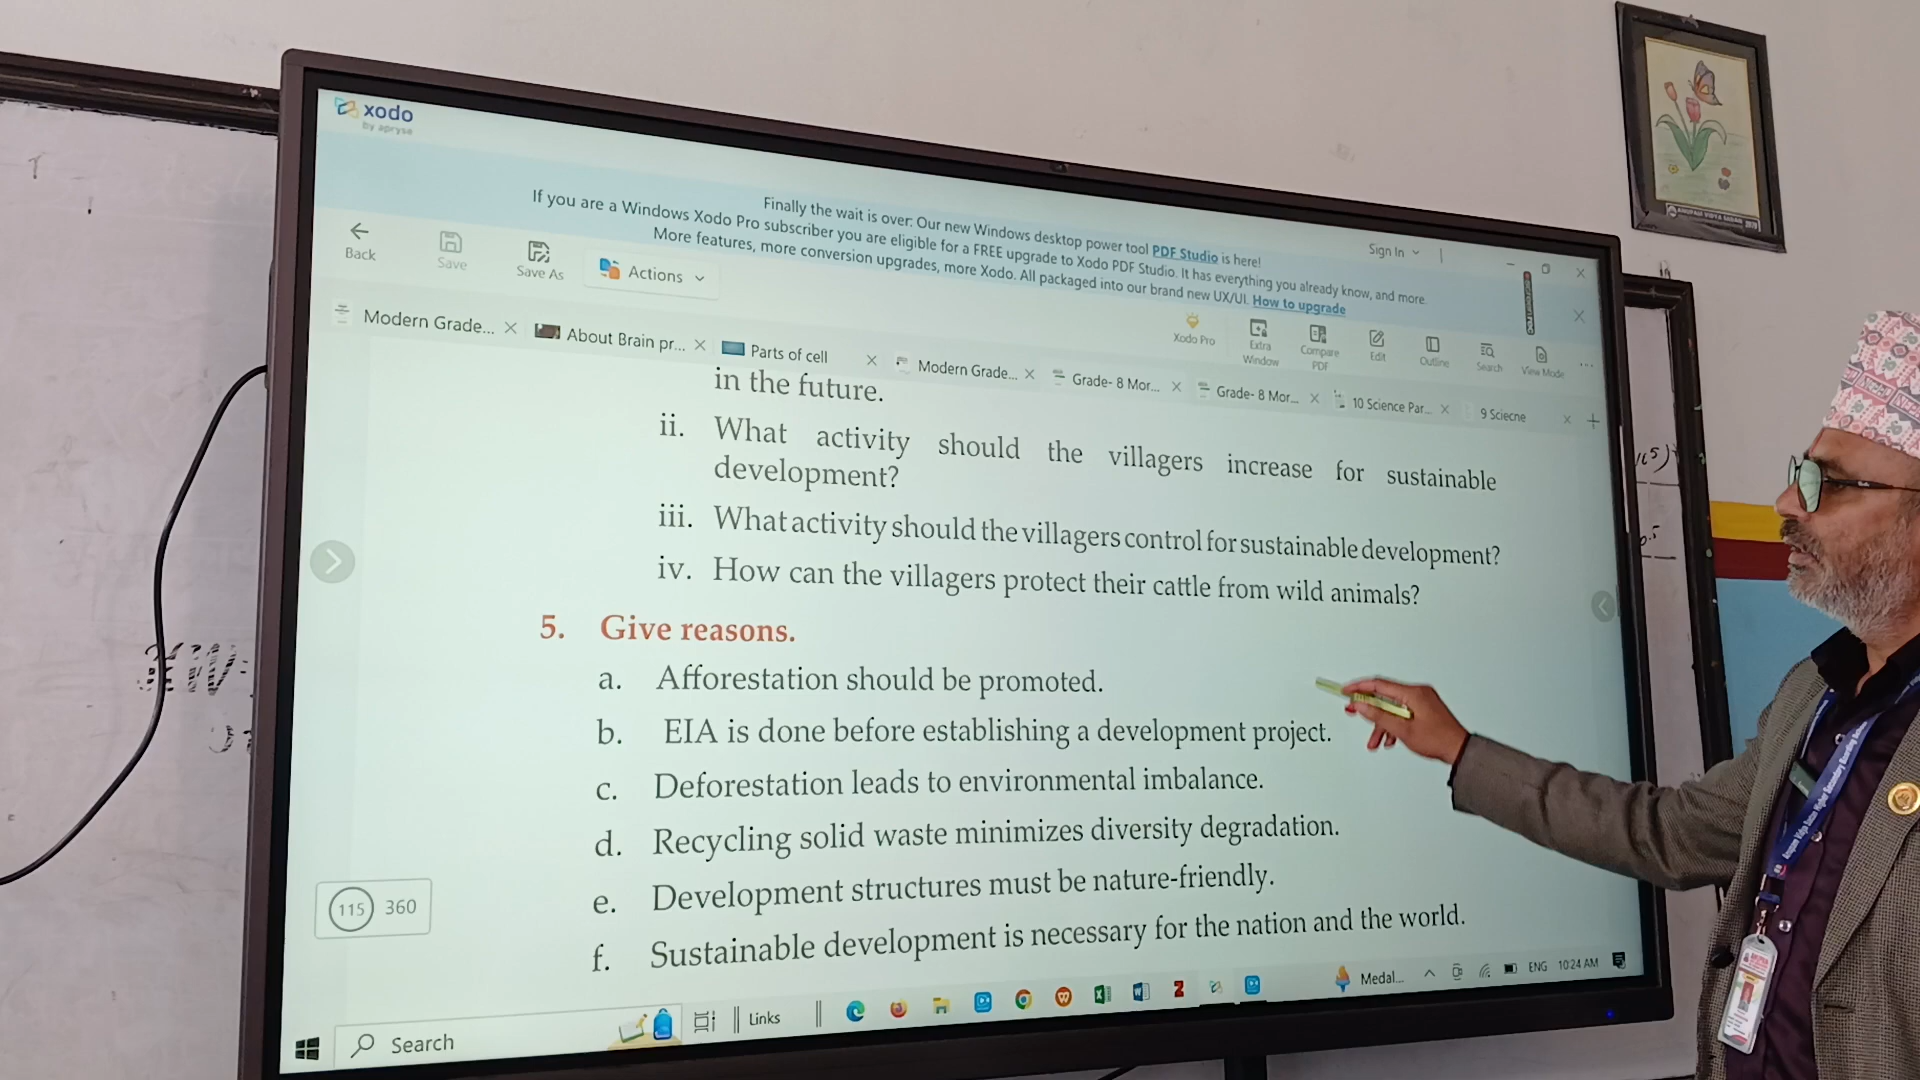 xodo
by apryse
Finally the wait is over: Our new Windows desktop power tool PDF Studio is here!
If you are a Windows Xodo Pro subscriber you are eligible for a FREE upgrade to Xodo PDF Studio. It has everything you already know, and more.
More features, more conversion upgrades, more Xodo. All packaged into our brand new UX/UI. How to upgrade
Sign In
Back
Save
Save As
Actions
Xodo Pro
Extra Window
Compare PDF
Edit
Outline
Search
View Mode
Modern Grade...
About Brain pr...
Parts of cell
Modern Grade...
Grade- 8 Mor...
Grade- 8 Mor...
10 Science Par...
9 Sciecne
in the future.
ii. What activity should the villagers increase for sustainable
development?
iii. What activity should the villagers control for sustainable development?
iv. How can the villagers protect their cattle from wild animals?
5. Give reasons.
a. Afforestation should be promoted.
b. EIA is done before establishing a development project.
c. Deforestation leads to environmental imbalance.
d. Recycling solid waste minimizes diversity degradation.
e. Development structures must be nature-friendly.
f. Sustainable development is necessary for the nation and the world.
115 360
Search
Links
Medal...
ENG 10:24 AM